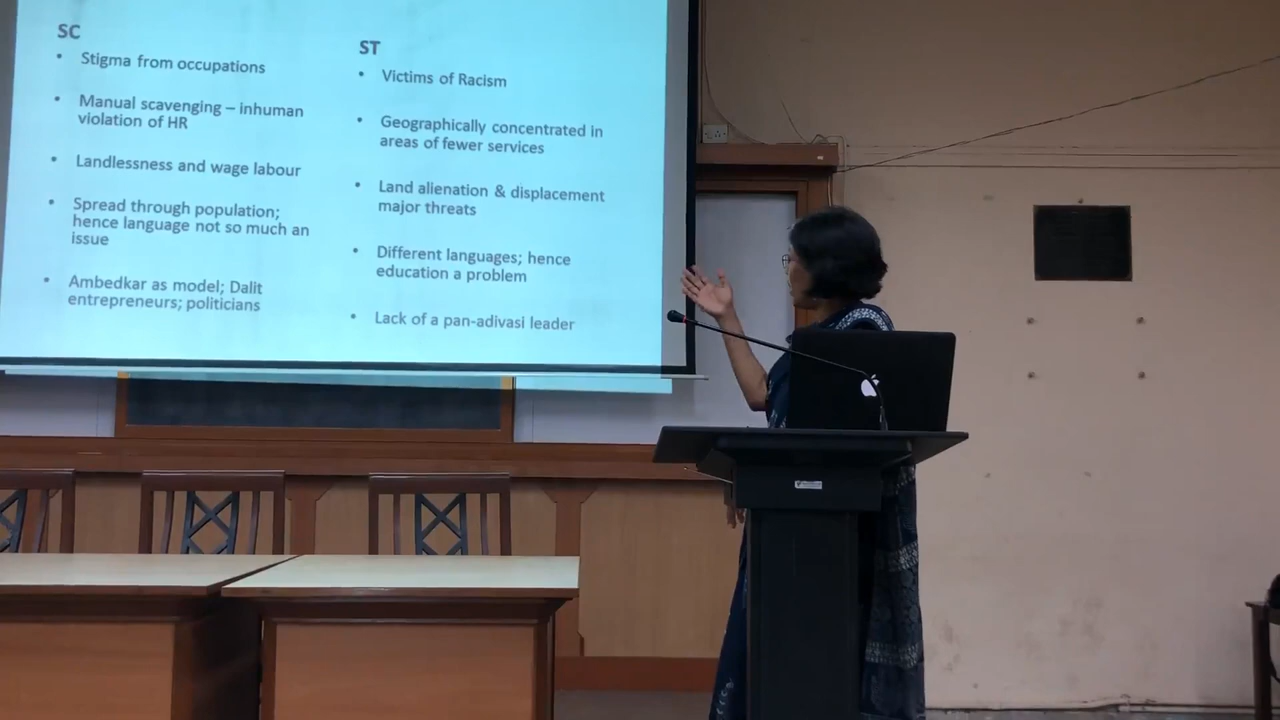 SC
• Stigma from occupations
• Manual scavenging – inhuman
violation of HR
• Landlessness and wage labour
• Spread through population;
hence language not so much an
issue
• Ambedkar as model; Dalit
entrepreneurs; politicians
ST
• Victims of Racism
• Geographically concentrated in
areas of fewer services
• Land alienation & displacement
major threats
• Different languages; hence
education a problem
• Lack of a pan-adivasi leader